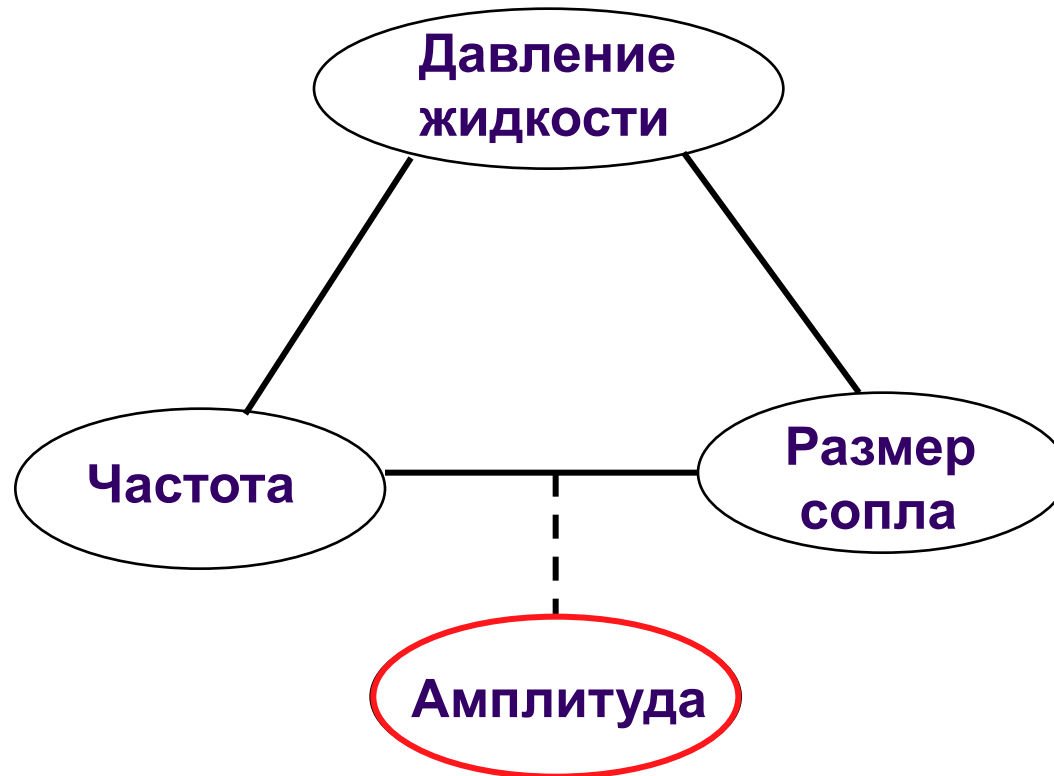 Давление
жидкости
Частота
Размер
сопла
Амплитуда